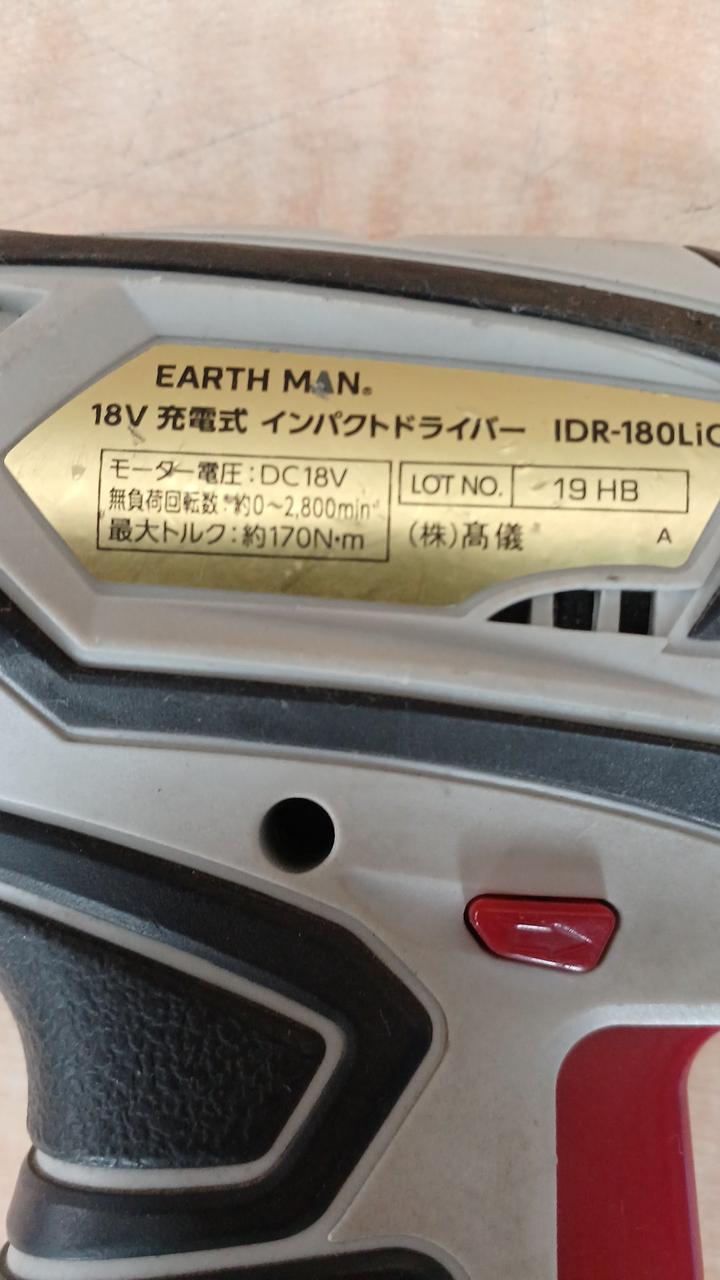 EARTH MAN®
18V 充電式 インパクトドライバー IDR-180LiC
モーター電圧:DC18V
無負荷回転数:約0~2,800min⁻¹
最大トルク:約170N·m
LOT NO. 19 HB
(株)髙儀
A